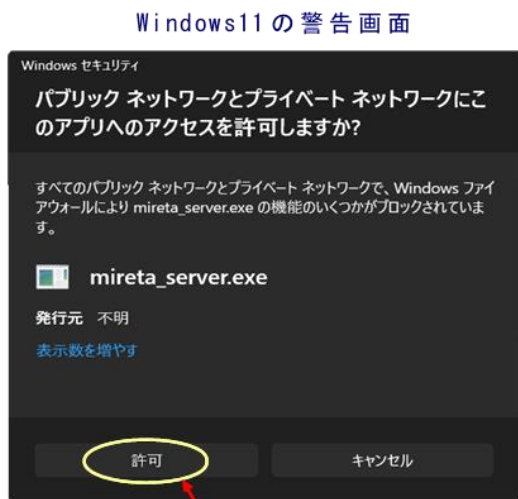 Windows11の警告画面
Windows セキュリティ
パブリック ネットワークとプライベート ネットワークにこ
のアプリへのアクセスを許可しますか?
すべてのパブリック ネットワークとプライベート ネットワークで、Windows ファイ
アウォールにより mireta_server.exe の機能のいくつかがブロックされていま
す。
mireta_server.exe
発行元 不明
表示数を増やす
許可 キャンセル